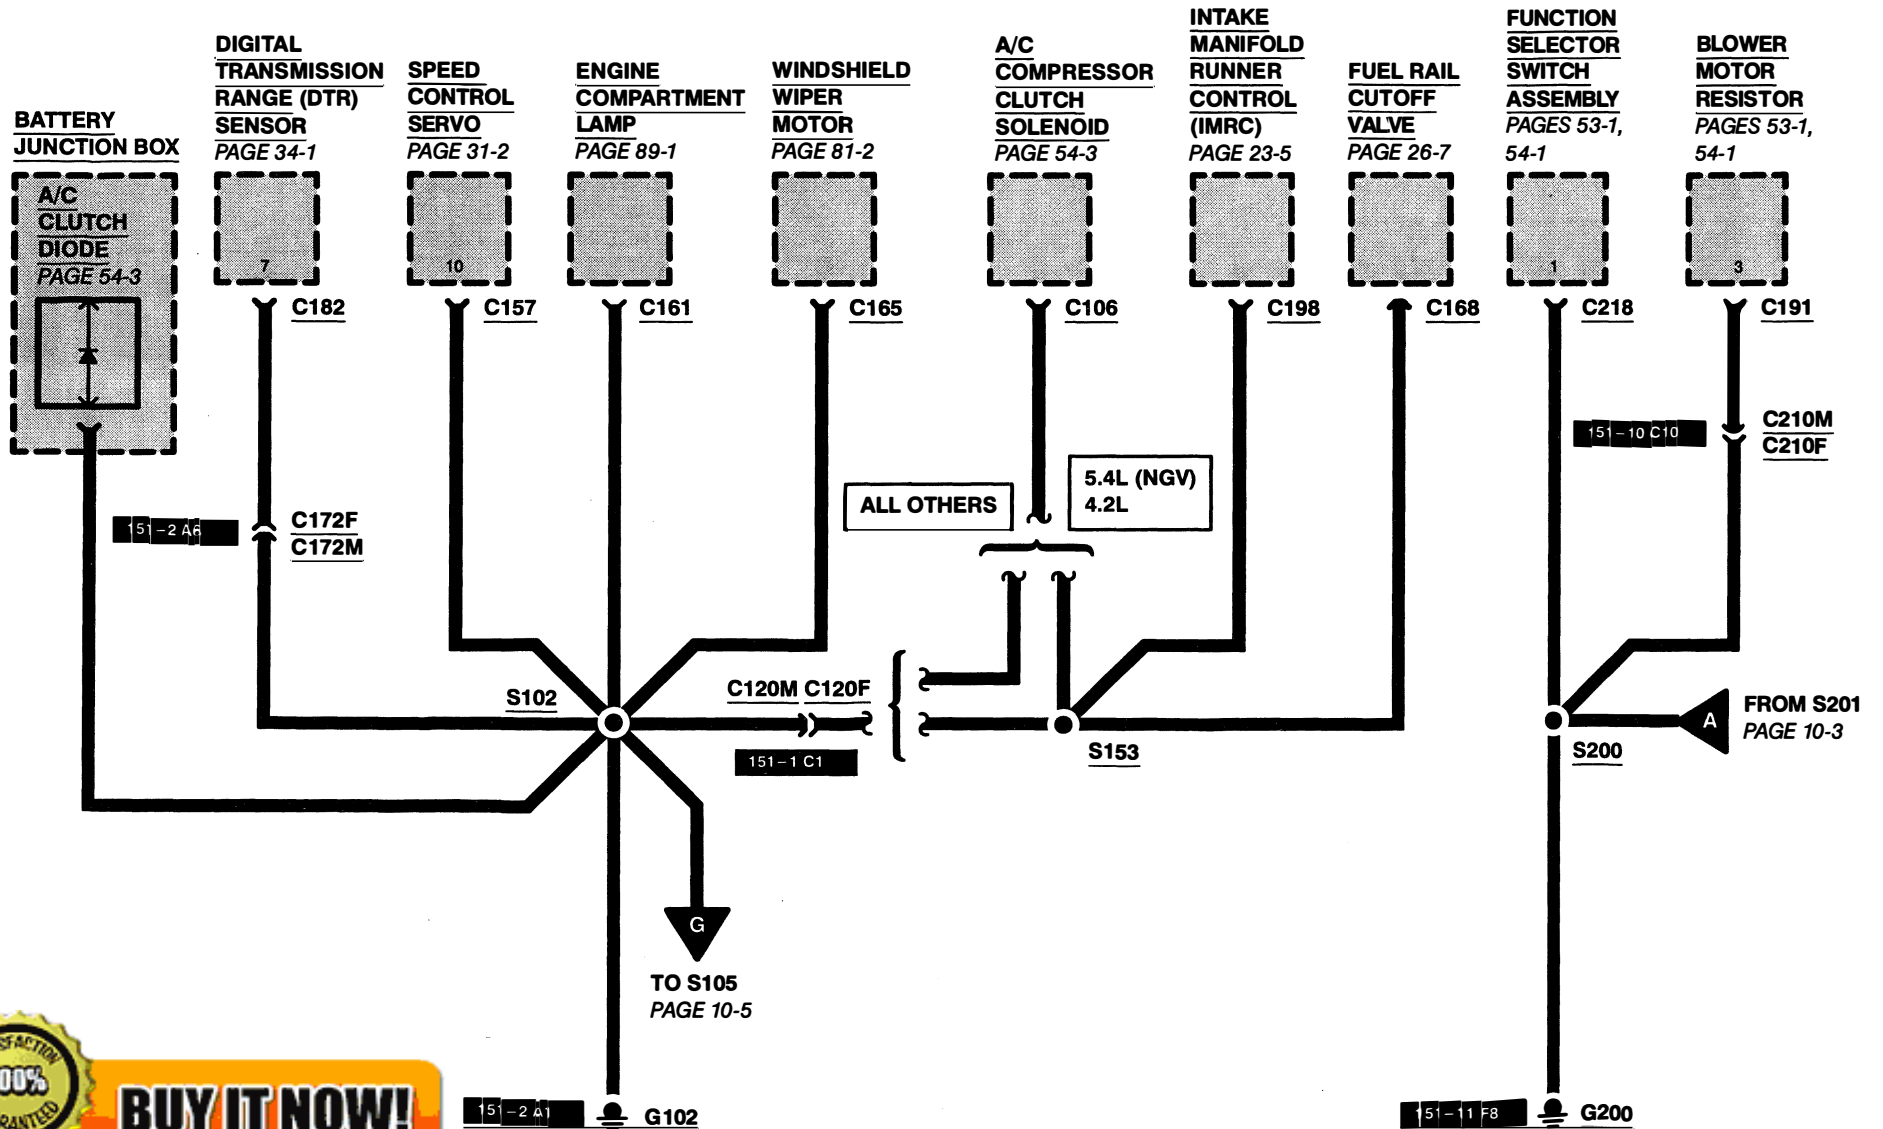 BATTERY
JUNCTION BOX
A/C
CLUTCH
DIODE
PAGE 54-3
DIGITAL
TRANSMISSION
RANGE (DTR)
SENSOR
PAGE 34-1
7
C182
SPEED
CONTROL
SERVO
PAGE 31-2
10
C157
ENGINE
COMPARTMENT
LAMP
PAGE 89-1
C161
WINDSHIELD
WIPER
MOTOR
PAGE 81-2
C165
A/C
COMPRESSOR
CLUTCH
SOLENOID
PAGE 54-3
C106
INTAKE
MANIFOLD
RUNNER
CONTROL
(IMRC)
PAGE 23-5
C198
FUEL RAIL
CUTOFF
VALVE
PAGE 26-7
C168
FUNCTION
SELECTOR
SWITCH
ASSEMBLY
PAGES 53-1,
54-1
1
C218
BLOWER
MOTOR
RESISTOR
PAGES 53-1,
54-1
3
C191
151-10 C10
C210M
C210F
151-2 A6
C172F
C172M
ALL OTHERS
5.4L (NGV)
4.2L
S102
C120M C120F
151-1 C1
S153
S200
A
FROM S201
PAGE 10-3
G
TO S105
PAGE 10-5
151-2 A1
G102
151-11 F8
G200
BUY IT NOW!